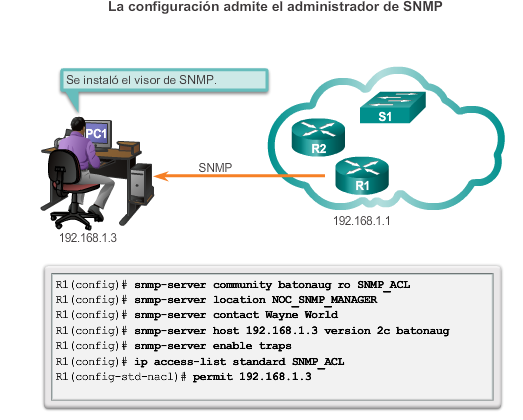 La configuración admite el administrador de SNMP
Se instaló el visor de SNMP.
PC1
S1
R2
SNMP
R1
192.168.1.1
192.168.1.3
R1(config)# snmp-server community batonaug ro SNMP_ACL
R1(config)# snmp-server location NOC_SNMP_MANAGER
R1(config)# snmp-server contact Wayne World
R1(config)# snmp-server host 192.168.1.3 version 2c batonaug
R1(config)# snmp-server enable traps
R1(config)# ip access-list standard SNMP_ACL
R1(config-std-nacl)# permit 192.168.1.3